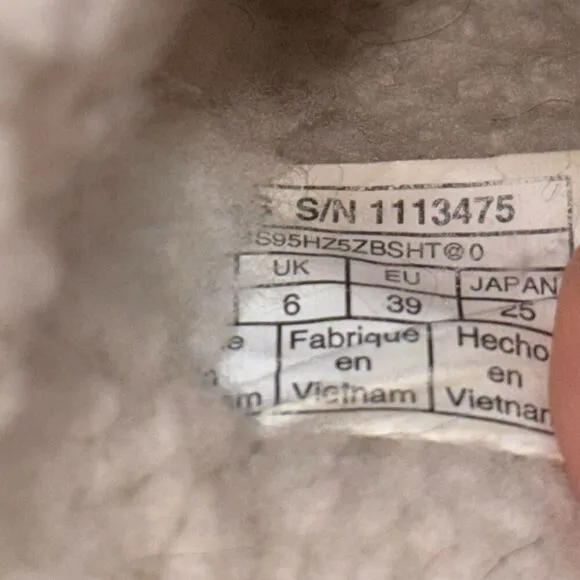 S/N 1113475
S95HZ5ZBSHT@0
UK EU JAPAN
6 39 25
Fabrique Hecho
en en
Vietnam Vietnam